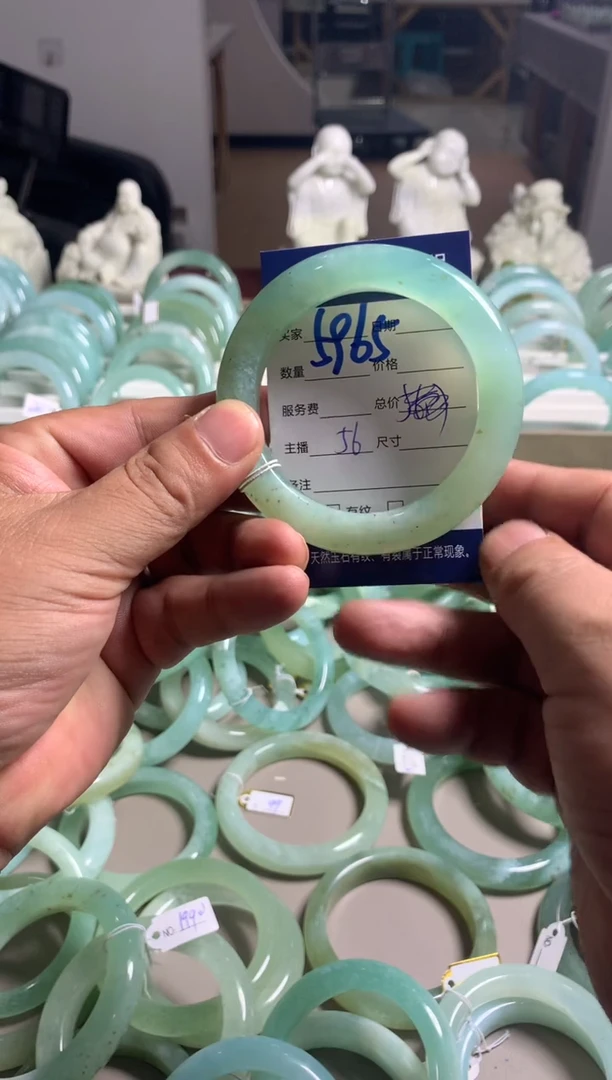 买家 5965 日期
数量 价格
服务费 总价
主播 56 尺寸
备注
有纹
天然玉石有纹、有裂属于正常现象。
NO. 1990